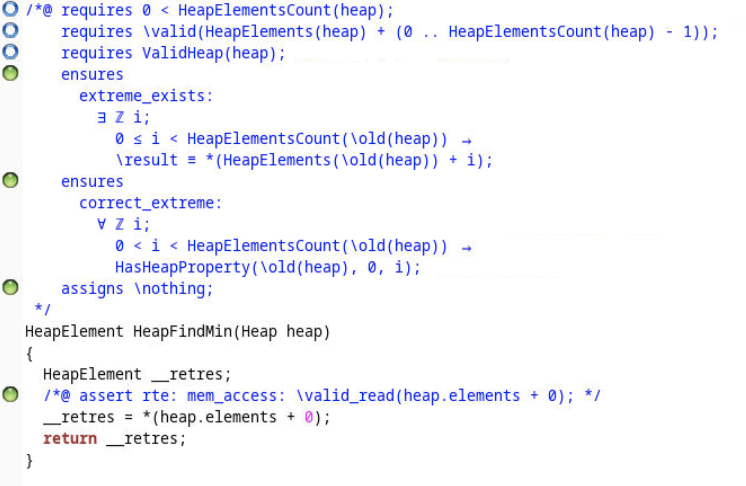 /*@ requires 0 < HeapElementsCount(heap);
requires \valid(HeapElements(heap) + (0 .. HeapElementsCount(heap) - 1));
requires ValidHeap(heap);
ensures
extreme_exists:
∃ ℤ i;
0 ≤ i < HeapElementsCount(\old(heap)) →
\result ≡ *(HeapElements(\old(heap)) + i);
ensures
correct_extreme:
∀ ℤ i;
0 < i < HeapElementsCount(\old(heap)) →
HasHeapProperty(\old(heap), 0, i);
assigns \nothing;
*/
HeapElement HeapFindMin(Heap heap)
{
HeapElement __retres;
/*@ assert rte: mem_access: \valid_read(heap.elements + 0); */
__retres = *(heap.elements + 0);
return __retres;
}